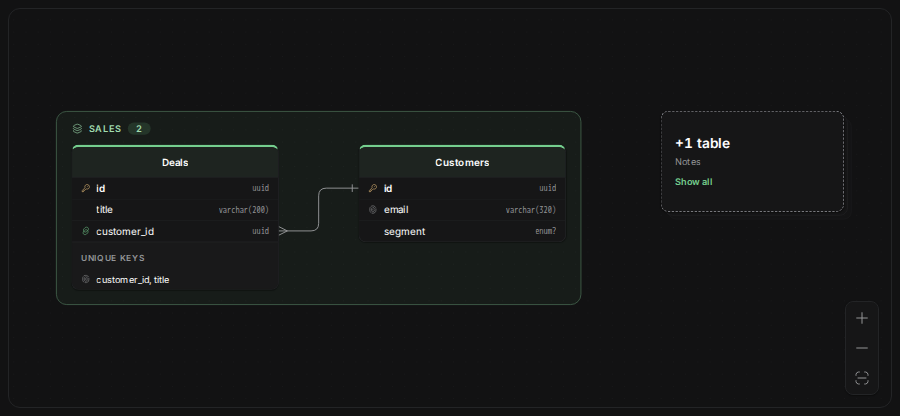 SALES 2
Deals
id uuid
title varchar(200)
customer_id uuid
UNIQUE KEYS
customer_id, title
Customers
id uuid
email varchar(320)
segment enum?
+1 table
Notes
Show all